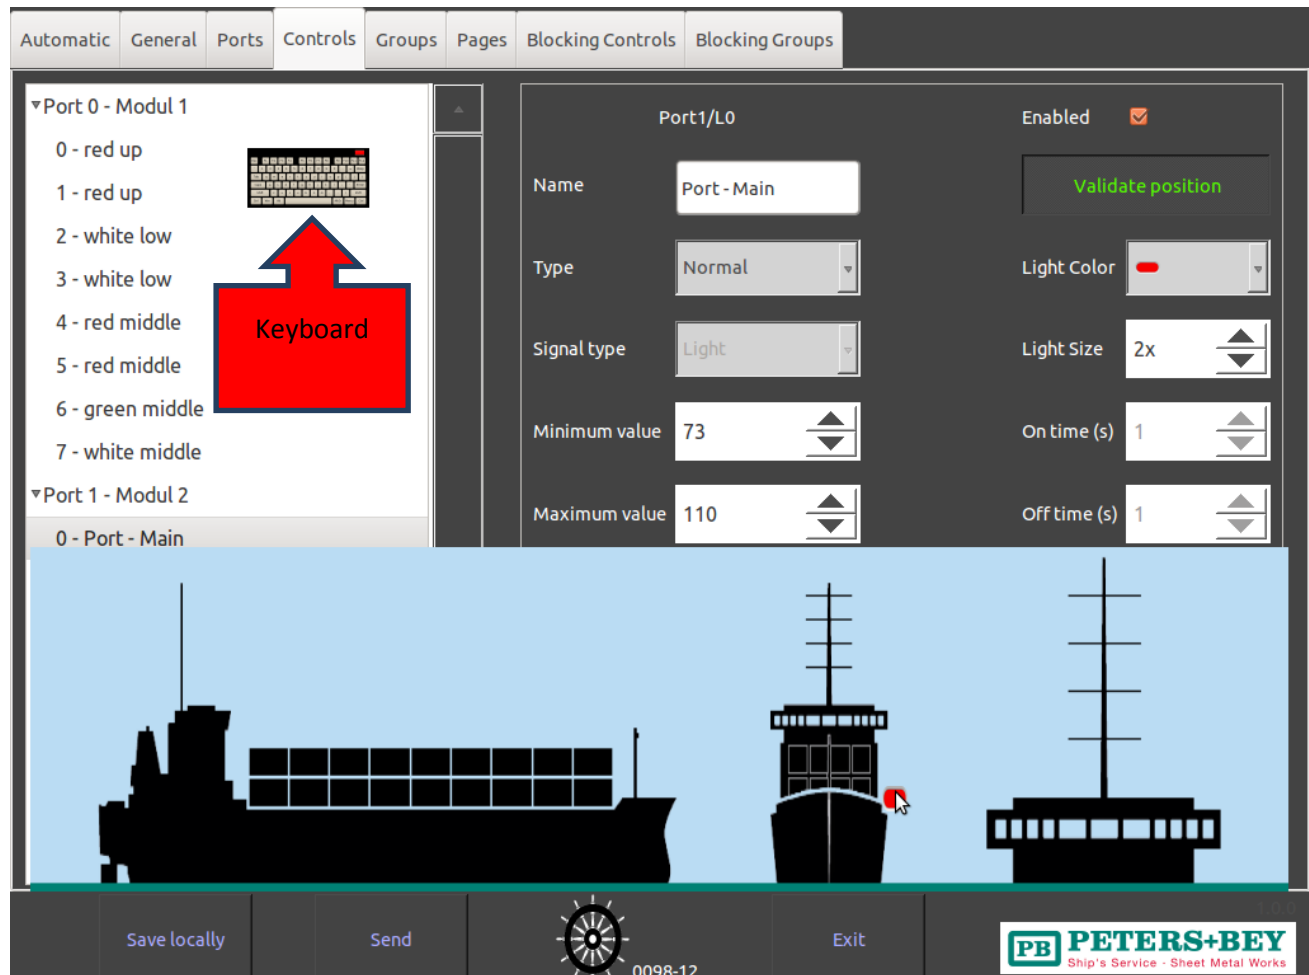 Automatic General Ports Controls Groups Pages Blocking Controls Blocking Groups
Port 0 - Modul 1
0 - red up
1 - red up
2 - white low
3 - white low
4 - red middle
5 - red middle
6 - green middle
7 - white middle
Port 1 - Modul 2
0 - Port - Main
Keyboard
Port1/L0 Enabled
Name Port - Main Validate position
Type Normal Light Color
Signal type Light Light Size 2x
Minimum value 73 On time (s) 1
Maximum value 110 Off time (s) 1
1.0.0
Save locally Send Exit
0098-12
PB PETERS+BEY
Ship's Service - Sheet Metal Works